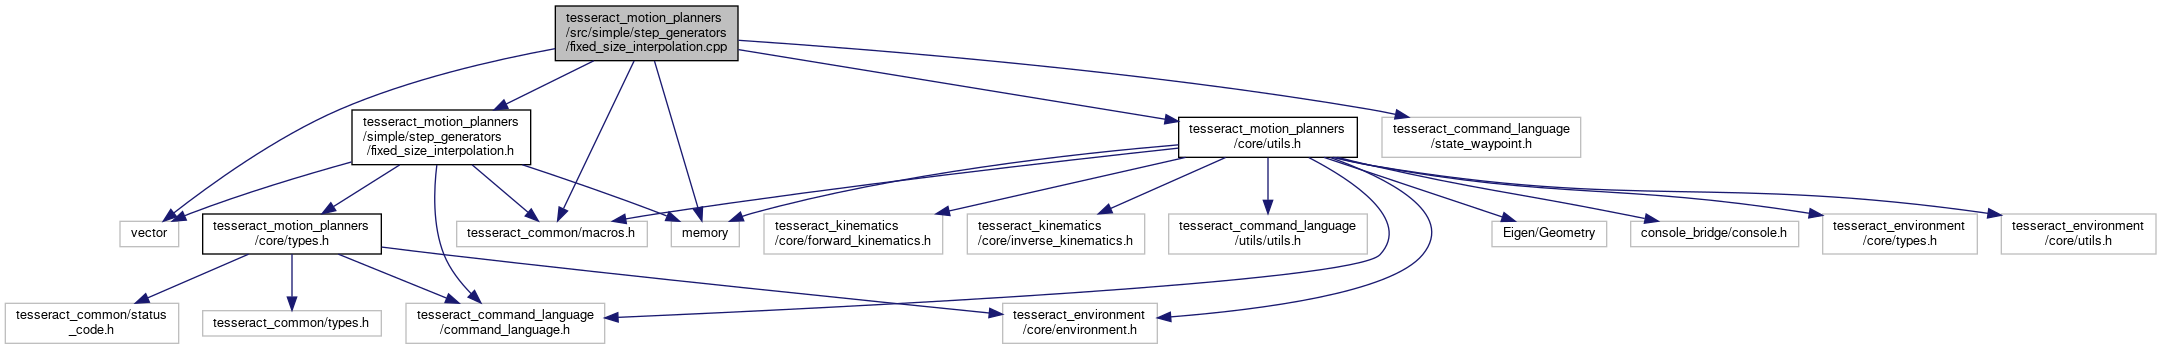 tesseract_motion_planners
/src/simple/step_generators
/fixed_size_interpolation.cpp
tesseract_motion_planners
/simple/step_generators
/fixed_size_interpolation.h
tesseract_motion_planners
/core/utils.h
tesseract_command_language
/state_waypoint.h
vector
tesseract_motion_planners
/core/types.h
tesseract_common/macros.h
memory
tesseract_kinematics
/core/forward_kinematics.h
tesseract_kinematics
/core/inverse_kinematics.h
tesseract_command_language
/utils/utils.h
Eigen/Geometry
console_bridge/console.h
tesseract_environment
/core/types.h
tesseract_environment
/core/utils.h
tesseract_common/status
_code.h
tesseract_common/types.h
tesseract_command_language
/command_language.h
tesseract_environment
/core/environment.h